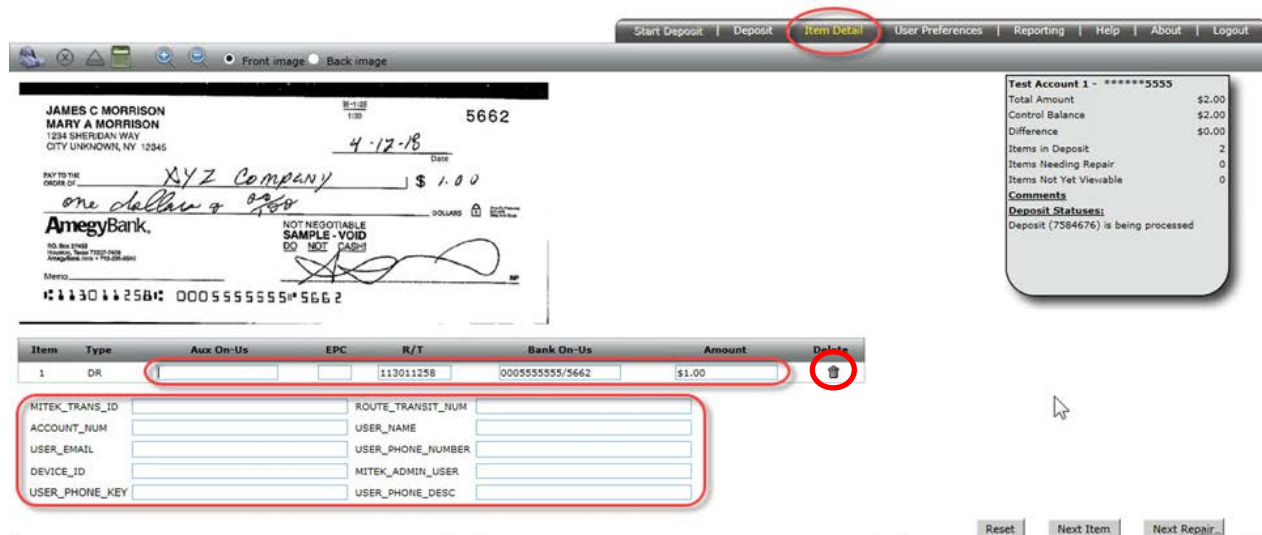 Start Deposit | Deposit Item Detail User Preferences | Reporting | Help | About | Logout
Front image Back image
JAMES C MORRISON
MARY A MORRISON
1234 SHERIDAN WAY
CITY UNKNOWN, NY 12345
5662
4-12-18
Date
PAY TO THE
ORDER OF XYZ Company $ 1.00
one dollars & 00/100 DOLLARS
AmegyBank.
NOT NEGOTIABLE
SAMPLE - VOID
DO NOT CASH!
Memo
113011258 0005555555 5662
Test Account 1 - ******5555
Total Amount $2.00
Control Balance $2.00
Difference $0.00
Items in Deposit 2
Items Needing Repair 0
Items Not Yet Viewable 0
Comments
Deposit Statuses:
Deposit (7584676) is being processed
Item Type Aux On-Us EPC R/T Bank On-Us Amount Delete
1 DR 113011258 0005555555/5662 $1.00
MITEK_TRANS_ID ROUTE_TRANSIT_NUM
ACCOUNT_NUM USER_NAME
USER_EMAIL USER_PHONE_NUMBER
DEVICE_ID MITEK_ADMIN_USER
USER_PHONE_KEY USER_PHONE_DESC
Reset Next Item Next Repair